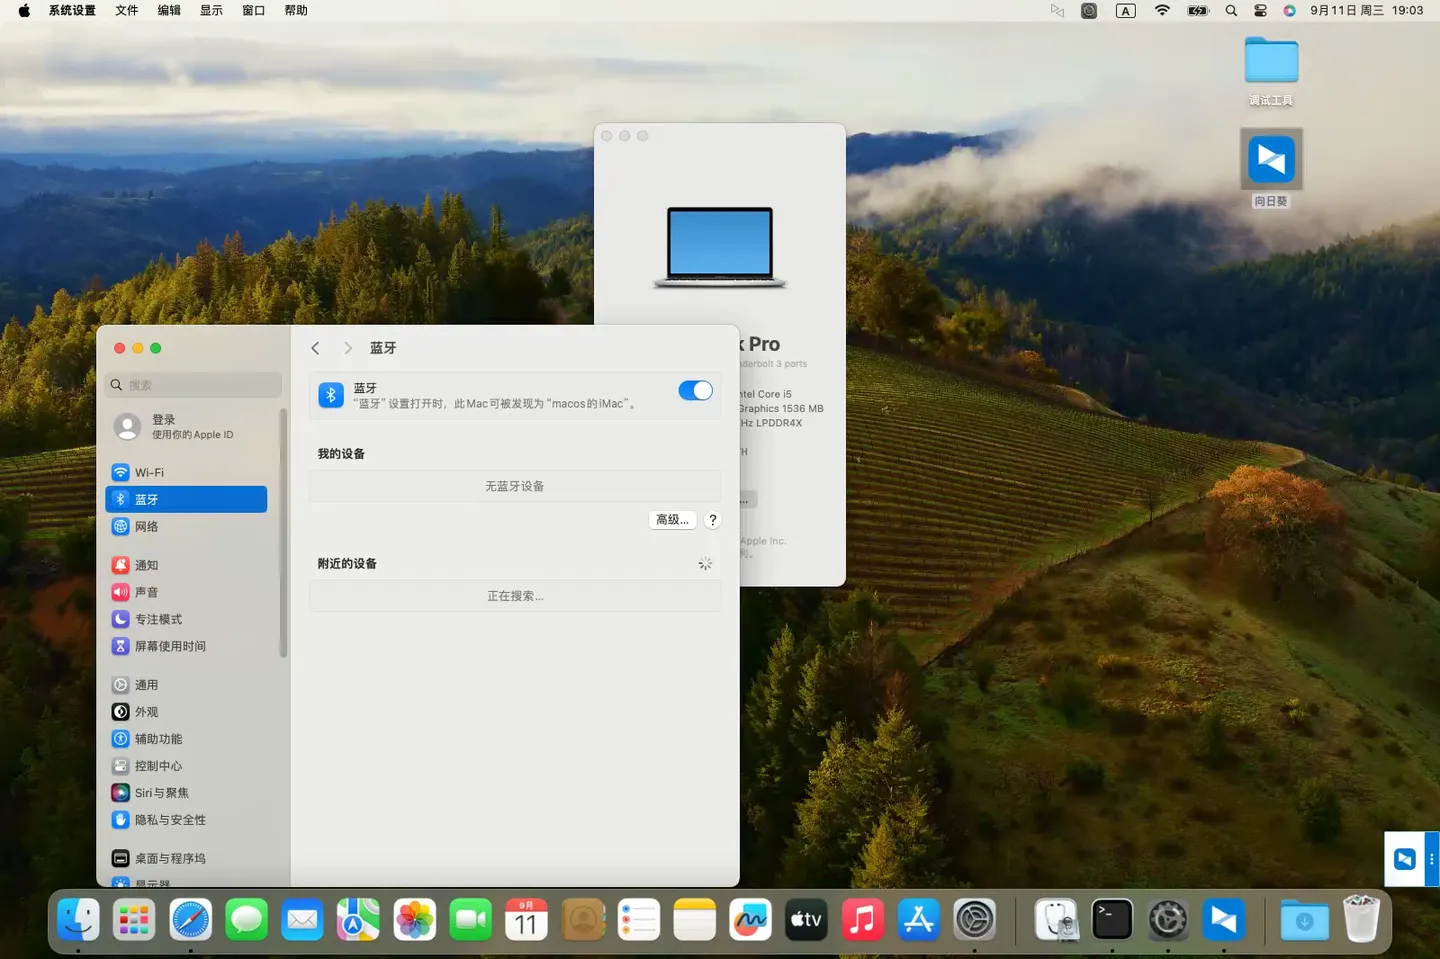 系统设置 文件 编辑 显示 窗口 帮助
A
9月11日 周三 19:03
调试工具
向日葵
k Pro
derbolt 3 ports
ntel Core i5
Graphics 1536 MB
Hz LPDDR4X
...
Apple Inc.
利。
搜索
登录
使用你的 Apple ID
Wi-Fi
蓝牙
网络
通知
声音
专注模式
屏幕使用时间
通用
外观
辅助功能
控制中心
Siri与聚焦
隐私与安全性
桌面与程序坞
显示器
蓝牙
蓝牙
“蓝牙”设置打开时，此Mac可被发现为“macos的iMac”。
我的设备
无蓝牙设备
高级... ?
附近的设备
正在搜索...
9月
11
tv
>_